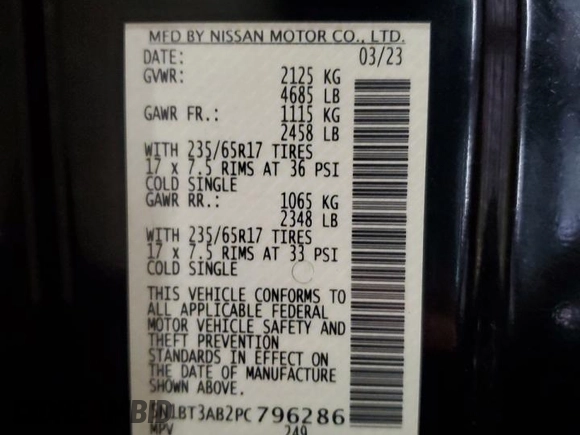 MFD BY NISSAN MOTOR CO., LTD.
DATE: 03/23
GVWR: 2125 KG
4685 LB
GAWR FR.: 1115 KG
2458 LB
WITH 235/65R17 TIRES
17 x 7.5 RIMS AT 36 PSI
COLD SINGLE
GAWR RR.: 1065 KG
2348 LB
WITH 235/65R17 TIRES
17 x 7.5 RIMS AT 33 PSI
COLD SINGLE
THIS VEHICLE CONFORMS TO
ALL APPLICABLE FEDERAL
MOTOR VEHICLE SAFETY AND
THEFT PREVENTION
STANDARDS IN EFFECT ON
THE DATE OF MANUFACTURE
SHOWN ABOVE.
N1BT3AB2PC796286
BID
MPV 249